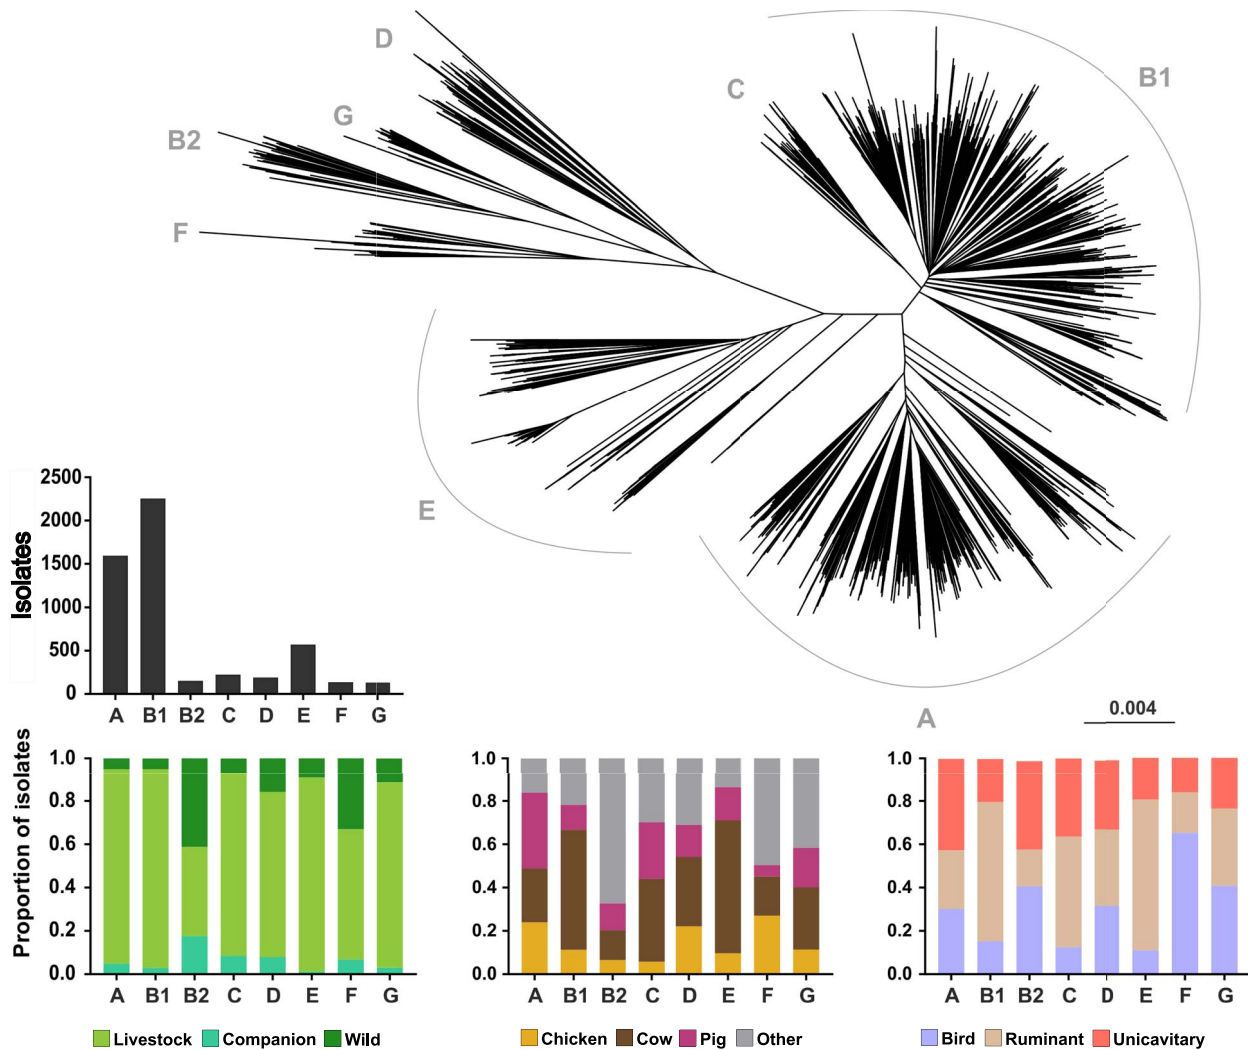 D
B1
C
G
B2
F
E
A
0.004
Isolates
2500
2000
1500
1000
500
0
A B1 B2 C D E F G
Proportion of isolates
1.0
0.8
0.6
0.4
0.2
0.0
A B1 B2 C D E F G
Livestock Companion Wild
1.0
0.8
0.6
0.4
0.2
0.0
A B1 B2 C D E F G
Chicken Cow Pig Other
1.0
0.8
0.6
0.4
0.2
0.0
A B1 B2 C D E F G
Bird Ruminant Unicavitary